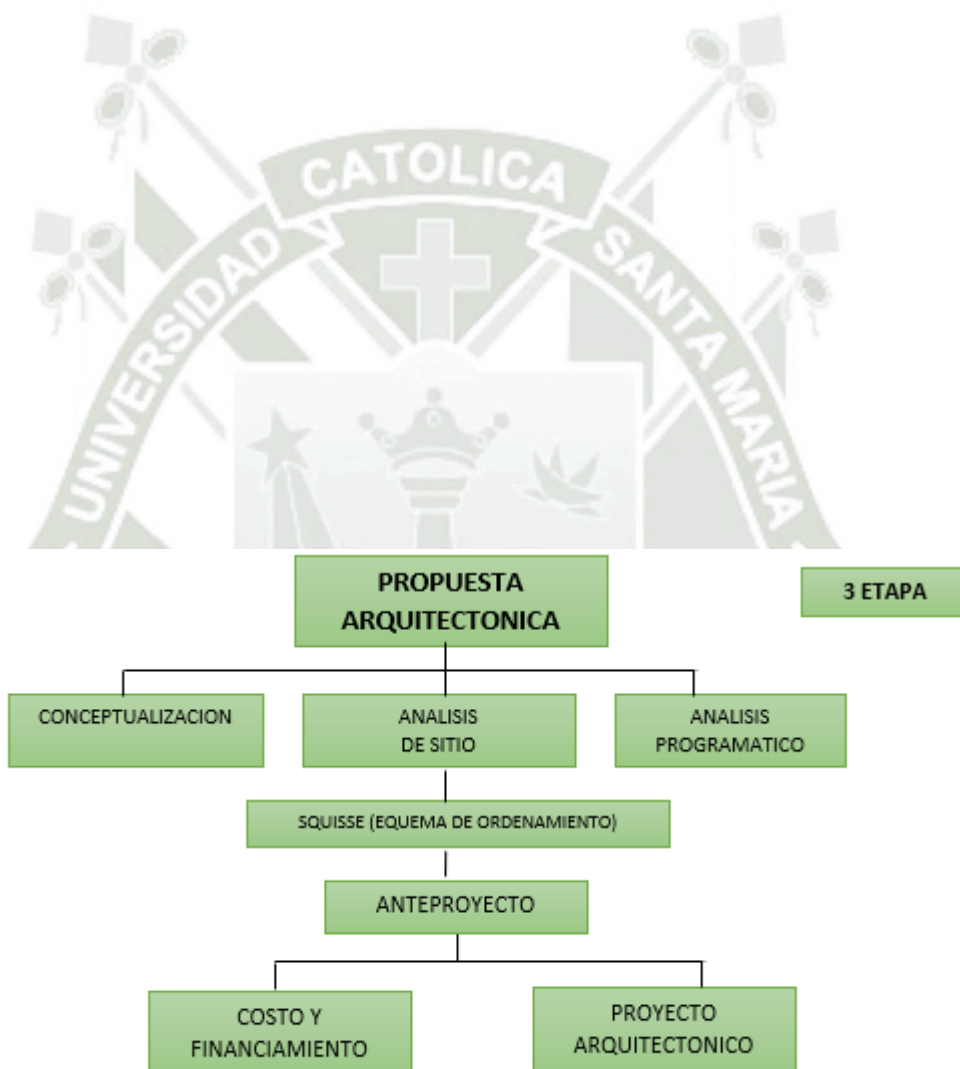 UNIVERSIDAD
CATOLICA
SANTA MARIA
PROPUESTA
ARQUITECTONICA
3 ETAPA
CONCEPTUALIZACION
ANALISIS
DE SITIO
ANALISIS
PROGRAMATICO
SQUISSE (EQUEMA DE ORDENAMIENTO)
ANTEPROYECTO
COSTO Y
FINANCIAMIENTO
PROYECTO
ARQUITECTONICO